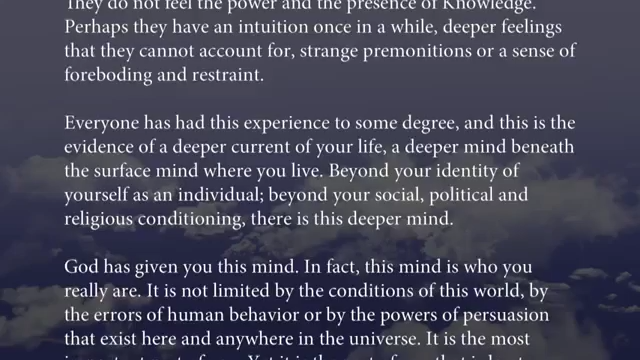 They do not feel the power and the presence of Knowledge.
Perhaps they have an intuition once in a while, deeper feelings
that they cannot account for, strange premonitions or a sense of
foreboding and restraint.
Everyone has had this experience to some degree, and this is the
evidence of a deeper current of your life, a deeper mind beneath
the surface mind where you live. Beyond your identity of
yourself as an individual; beyond your social, political and
religious conditioning, there is this deeper mind.
God has given you this mind. In fact, this mind is who you
really are. It is not limited by the conditions of this world, by
the errors of human behavior or by the powers of persuasion
that exist here and anywhere in the universe. It is the most